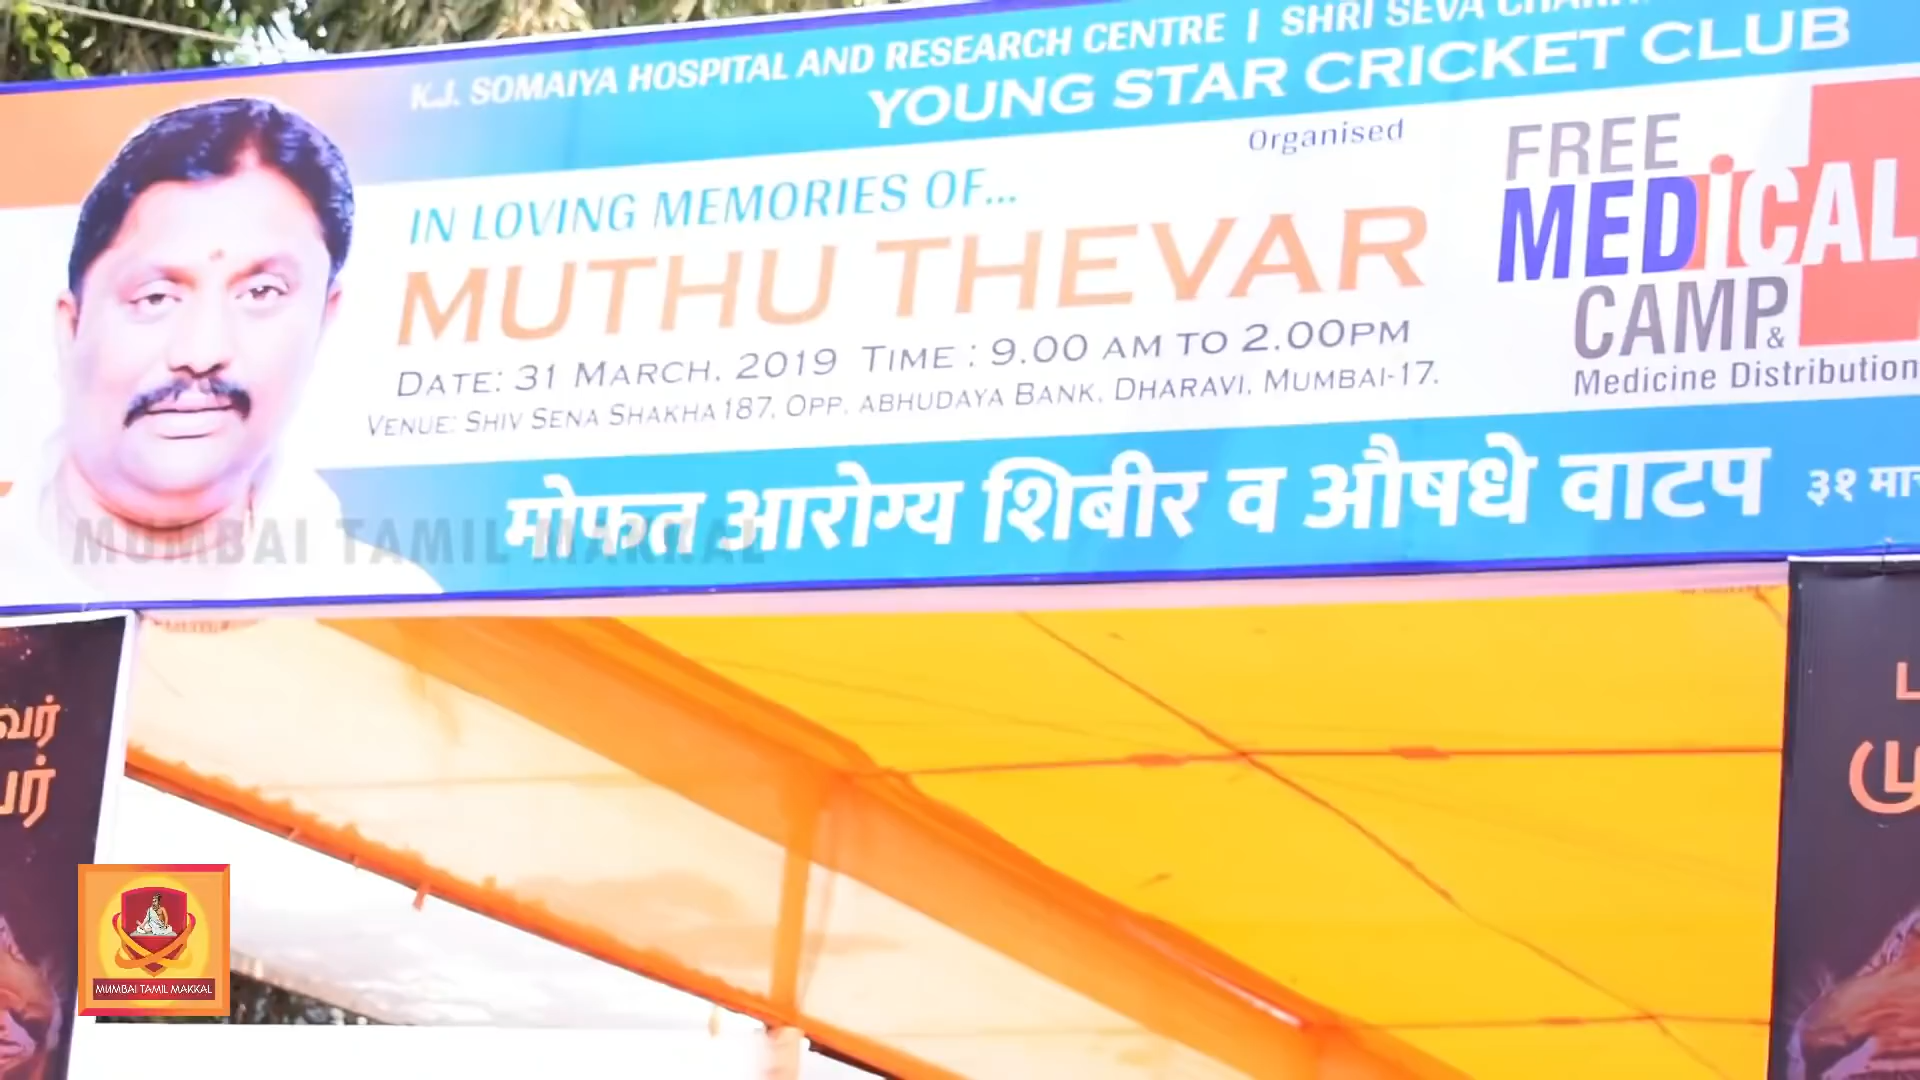 K.J. SOMAIYA HOSPITAL AND RESEARCH CENTRE | SHRI SEVA
YOUNG STAR CRICKET CLUB
Organised
IN LOVING MEMORIES OF...
MUTHU THEVAR
DATE: 31 MARCH, 2019 TIME : 9.00 AM TO 2.00PM
VENUE: SHIV SENA SHAKHA 187, OPP. ABHUDAYA BANK, DHARAVI, MUMBAI-17.
FREE
MEDiCAL
CAMP &
Medicine Distribution
मोफत आरोग्य शिबीर व औषधे वाटप ३१
MUMBAI TAMIL MAKKAL
MUMBAI TAMIL MAKKAL